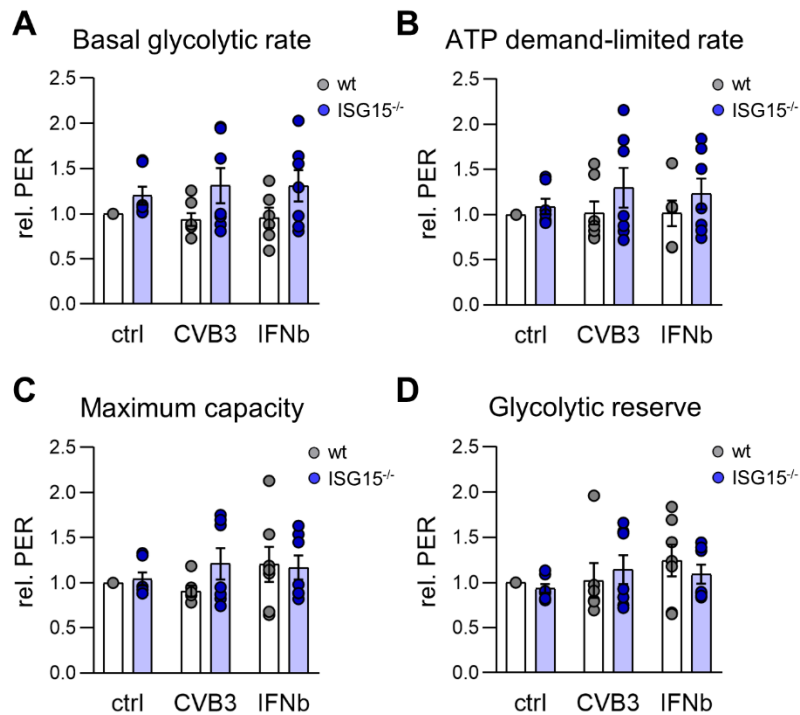 A
Basal glycolytic rate
wt
ISG15-/-
rel. PER
2.5
2.0
1.5
1.0
0.5
0.0
ctrl CVB3 IFNb
B
ATP demand-limited rate
wt
ISG15-/-
rel. PER
2.5
2.0
1.5
1.0
0.5
0.0
ctrl CVB3 IFNb
C
Maximum capacity
wt
ISG15-/-
rel. PER
2.5
2.0
1.5
1.0
0.5
0.0
ctrl CVB3 IFNb
D
Glycolytic reserve
wt
ISG15-/-
rel. PER
2.5
2.0
1.5
1.0
0.5
0.0
ctrl CVB3 IFNb